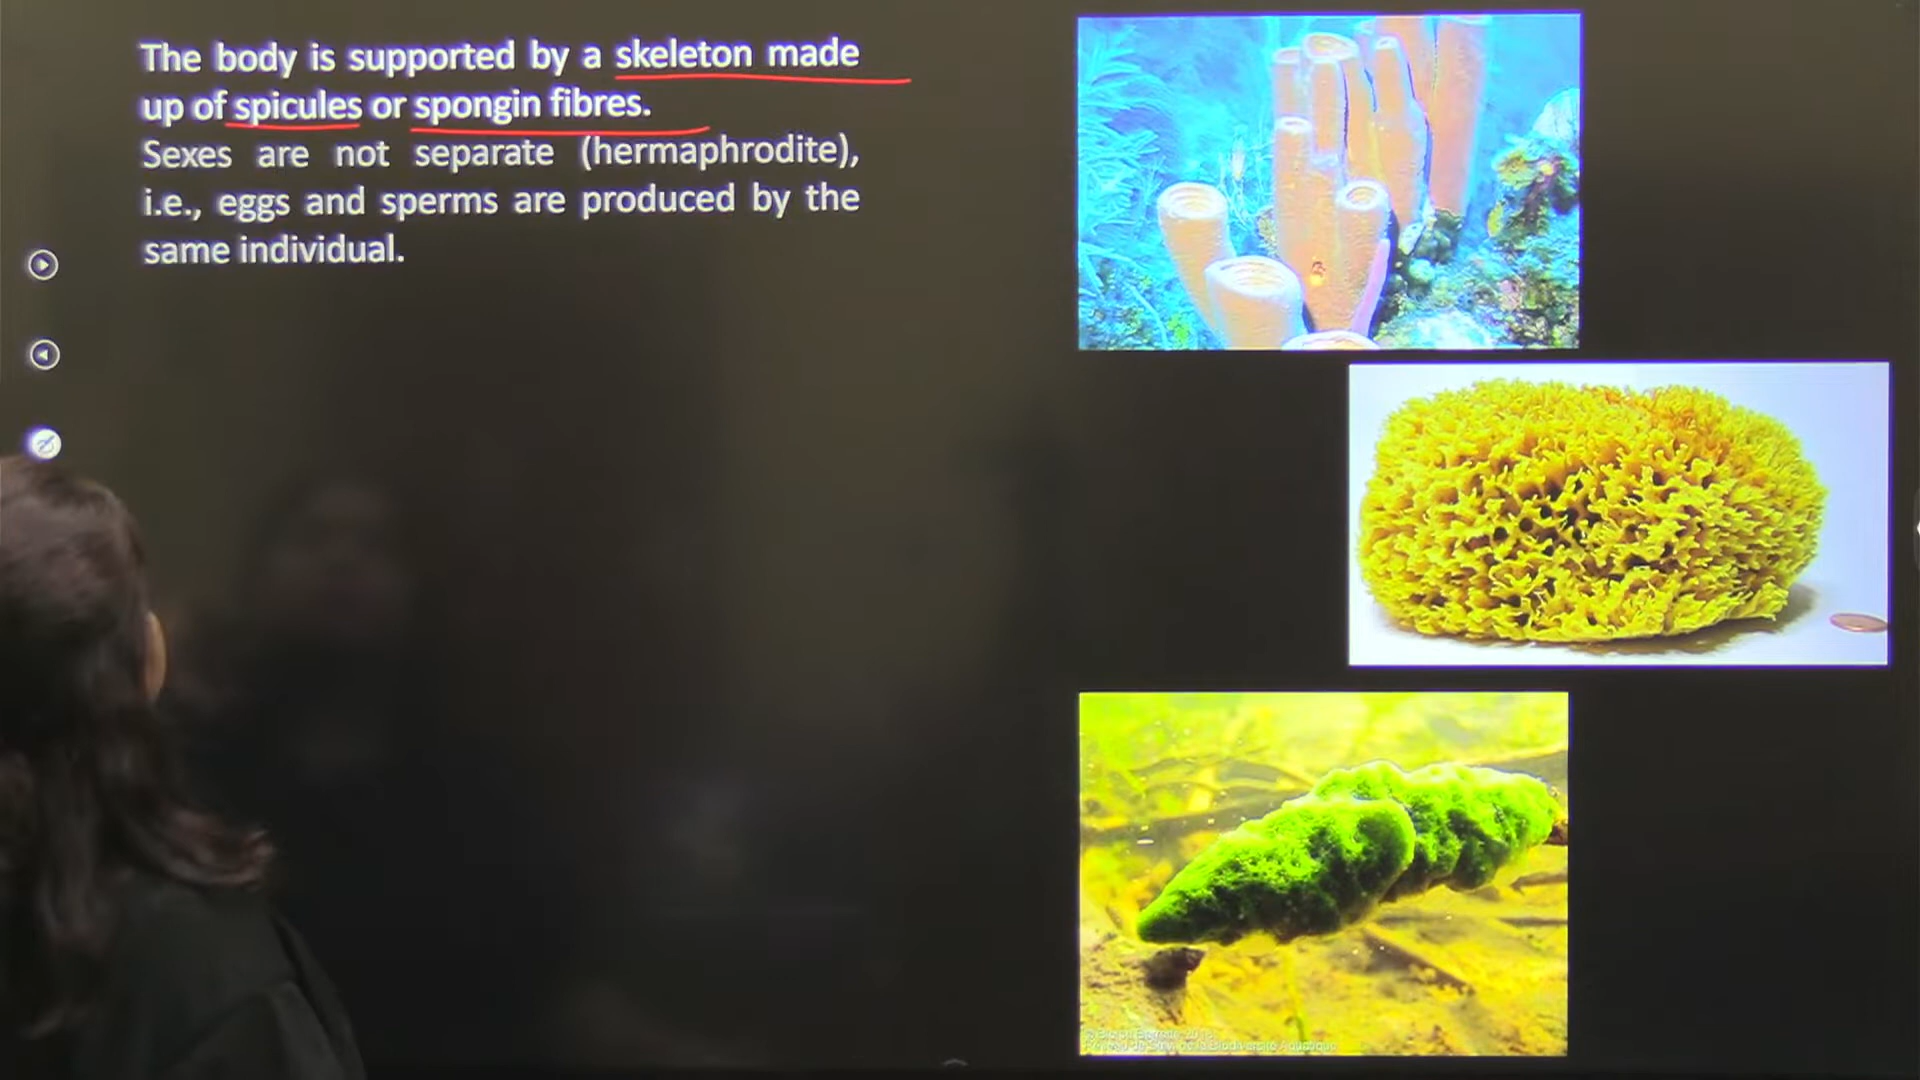 The body is supported by a skeleton made
up of spicules or spongin fibres.
Sexes are not separate (hermaphrodite),
i.e., eggs and sperms are produced by the
same individual.